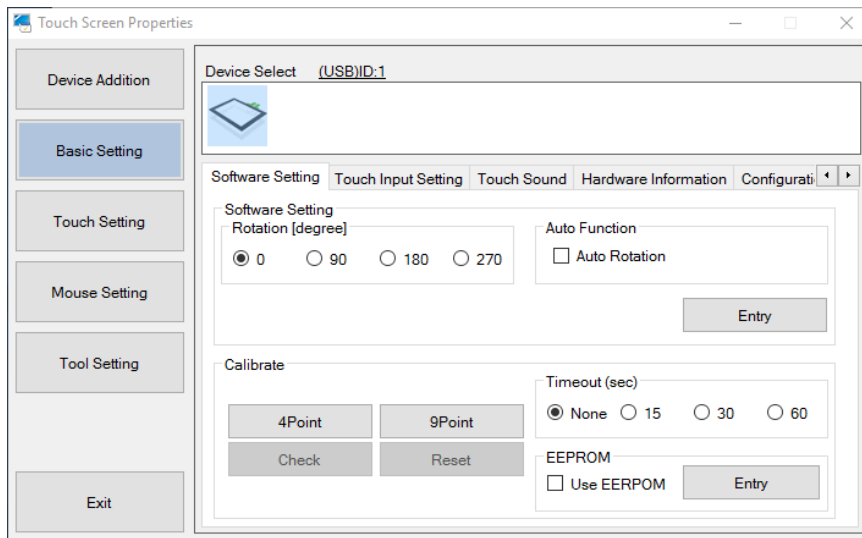 Touch Screen Properties
Device Addition
Basic Setting
Touch Setting
Mouse Setting
Tool Setting
Exit
Device Select (USB)ID:1
Software Setting Touch Input Setting Touch Sound Hardware Information Configurati
Software Setting
Rotation [degree]
0 90 180 270
Auto Function
Auto Rotation
Entry
Calibrate
4Point 9Point
Check Reset
Timeout (sec)
None 15 30 60
EEPROM
Use EERPOM Entry